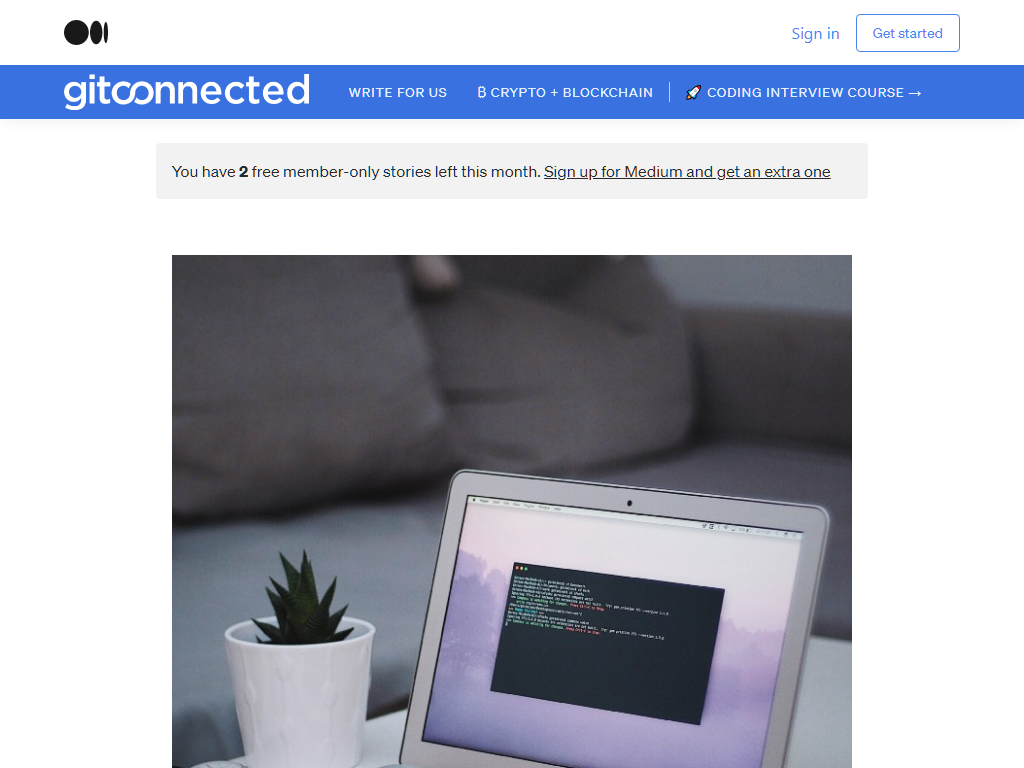 Sign in
Get started
gitconnected
WRITE FOR US
₿ CRYPTO + BLOCKCHAIN
🚀 CODING INTERVIEW COURSE →
You have 2 free member-only stories left this month. Sign up for Medium and get an extra one